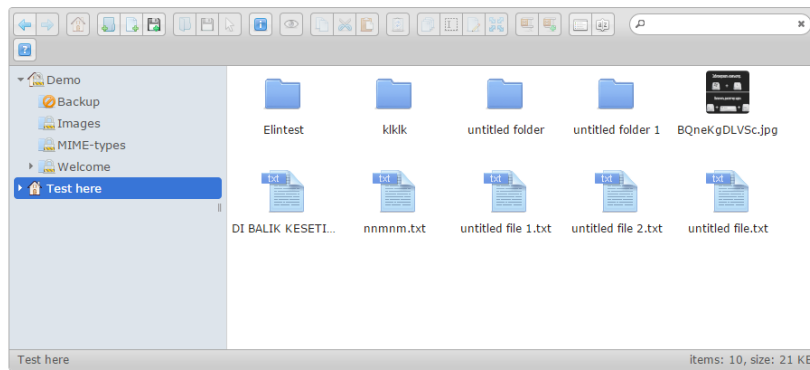 Demo
Backup
Images
MIME-types
Welcome
Test here
Elintest
klklk
untitled folder
untitled folder 1
BQneKgDLVSc.jpg
txt
txt
txt
txt
txt
DI BALIK KESETI...
nnmnm.txt
untitled file 1.txt
untitled file 2.txt
untitled file.txt
Test here
items: 10, size: 21 KB